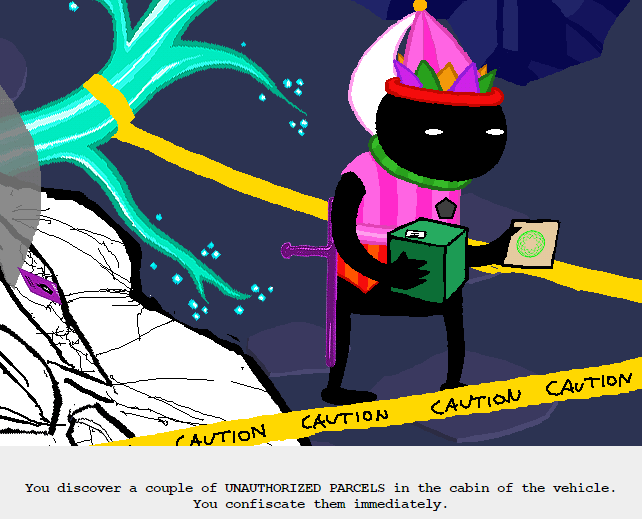 CAUTION CAUTION CAUTION CAUTION
You discover a couple of UNAUTHORIZED PARCELS in the cabin of the vehicle.
You confiscate them immediately.